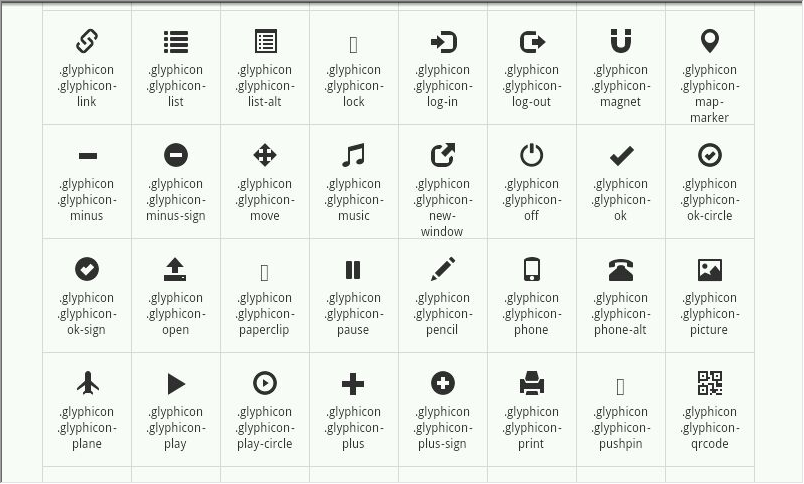 .glyphicon .glyphicon-link
.glyphicon .glyphicon-list
.glyphicon .glyphicon-list-alt
.glyphicon .glyphicon-lock
.glyphicon .glyphicon-log-in
.glyphicon .glyphicon-log-out
.glyphicon .glyphicon-magnet
.glyphicon .glyphicon-map-marker
.glyphicon .glyphicon-minus
.glyphicon .glyphicon-minus-sign
.glyphicon .glyphicon-move
.glyphicon .glyphicon-music
.glyphicon .glyphicon-new-window
.glyphicon .glyphicon-off
.glyphicon .glyphicon-ok
.glyphicon .glyphicon-ok-circle
.glyphicon .glyphicon-ok-sign
.glyphicon .glyphicon-open
.glyphicon .glyphicon-paperclip
.glyphicon .glyphicon-pause
.glyphicon .glyphicon-pencil
.glyphicon .glyphicon-phone
.glyphicon .glyphicon-phone-alt
.glyphicon .glyphicon-picture
.glyphicon .glyphicon-plane
.glyphicon .glyphicon-play
.glyphicon .glyphicon-play-circle
.glyphicon .glyphicon-plus
.glyphicon .glyphicon-plus-sign
.glyphicon .glyphicon-print
.glyphicon .glyphicon-pushpin
.glyphicon .glyphicon-qrcode